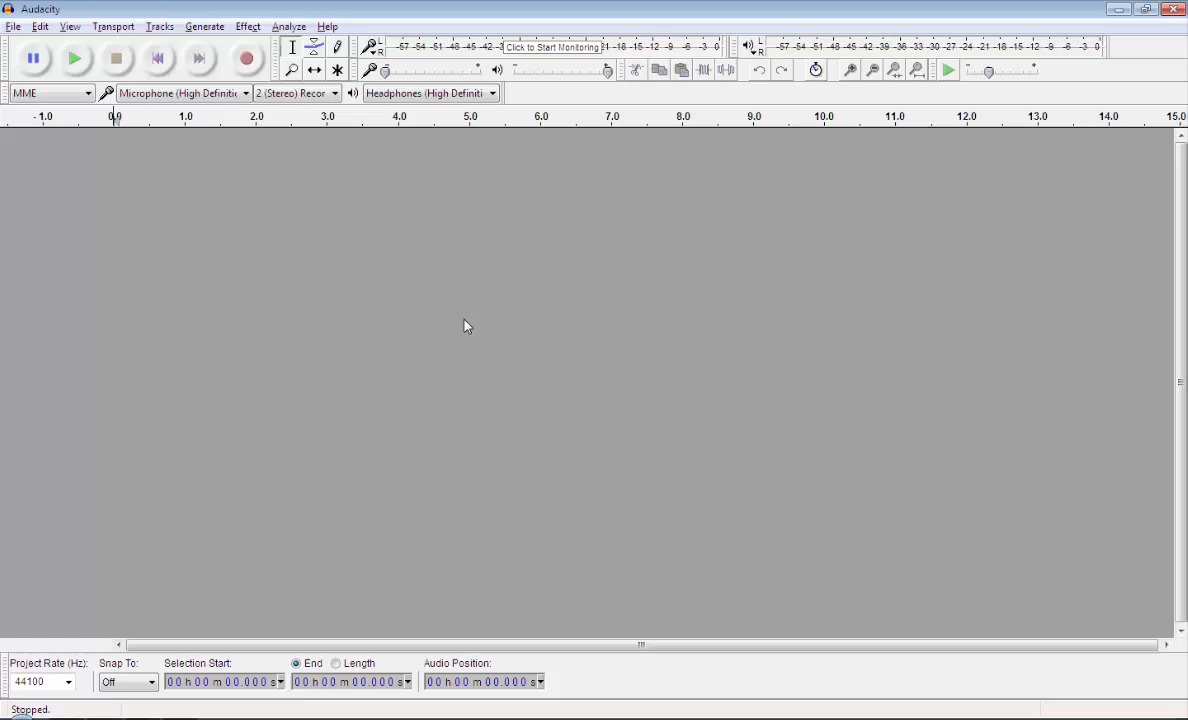 Audacity
File Edit View Transport Tracks Generate Effect Analyze Help
L R -57 -54 -51 -48 -45 -42 -3 Click to Start Monitoring -21 -18 -15 -12 -9 -6 -3 0 L R -57 -54 -51 -48 -45 -42 -39 -36 -33 -30 -27 -24 -21 -18 -15 -12 -9 -6 -3 0
MME Microphone (High Definitic 2 (Stereo) Recor Headphones (High Definiti
-1.0 0.0 1.0 2.0 3.0 4.0 5.0 6.0 7.0 8.0 9.0 10.0 11.0 12.0 13.0 14.0 15.0
Project Rate (Hz): Snap To: Selection Start: End Length Audio Position:
44100 Off 00 h 00 m 00.000 s 00 h 00 m 00.000 s 00 h 00 m 00.000 s
Stopped.